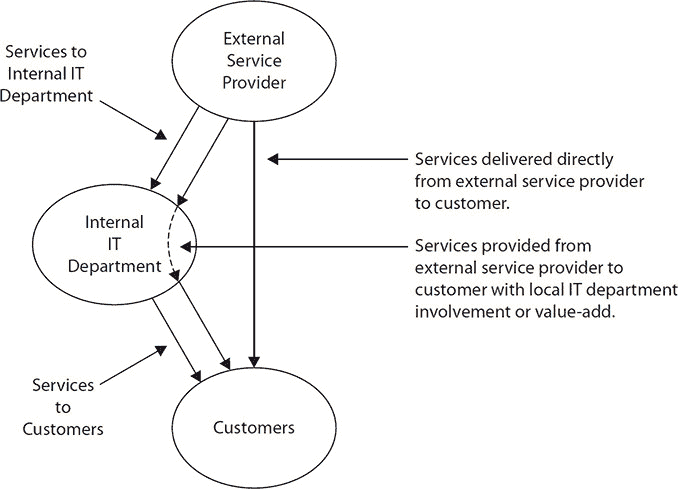 External
Service
Provider
Services to
Internal IT
Department
Services delivered directly
from external service provider
to customer.
Internal
IT
Department
Services provided from
external service provider to
customer with local IT department
involvement or value-add.
Services
to
Customers
Customers